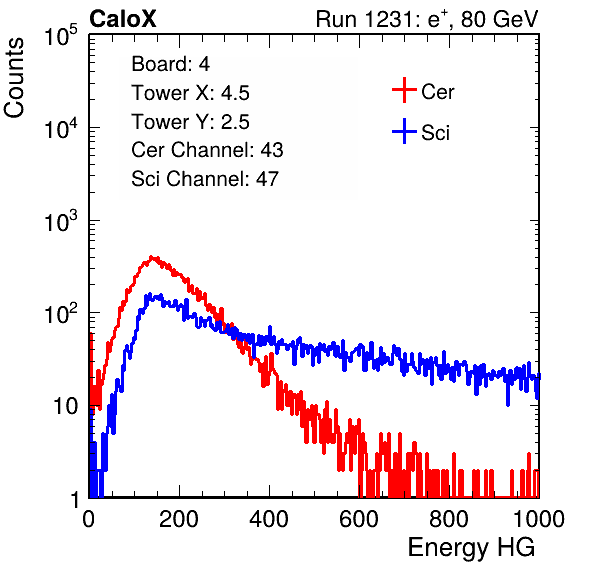 CaloX Run 1231: e⁺, 80 GeV
Counts
Board: 4
Tower X: 4.5
Tower Y: 2.5
Cer Channel: 43
Sci Channel: 47
Cer
Sci
10⁵
10⁴
10³
10²
10
1
0 200 400 600 800 1000
Energy HG